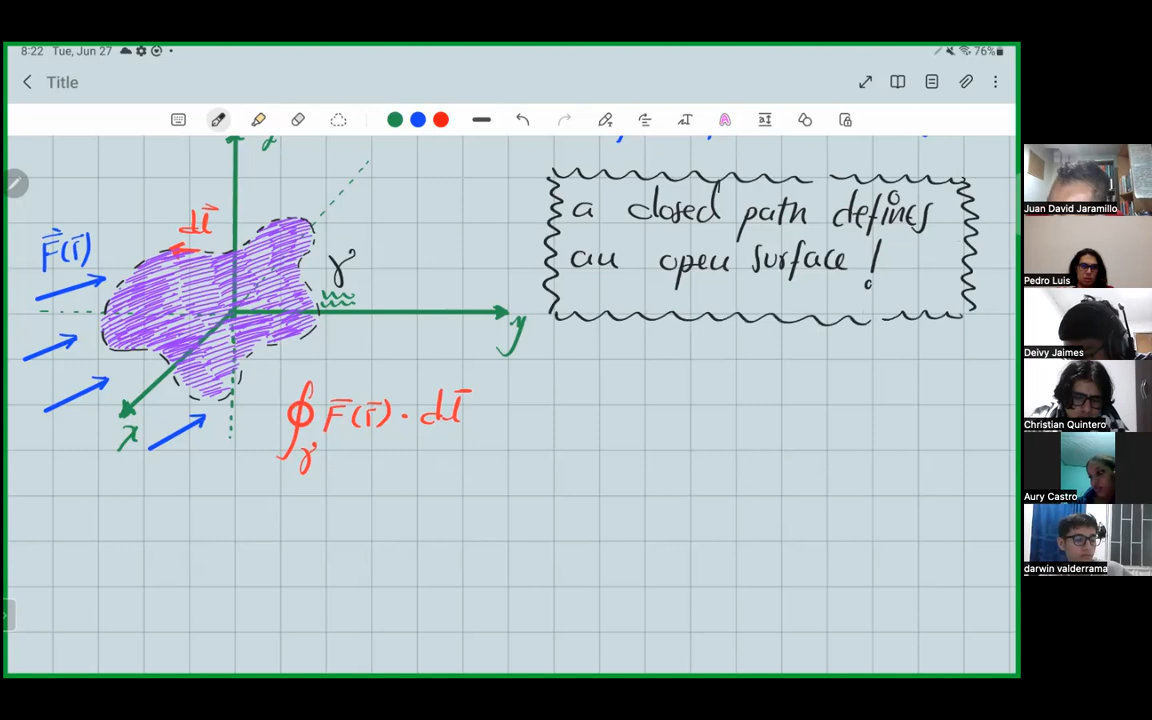 8:22 Tue, Jun 27
76%
Title
a closed path defines
an open surface!
dl⃗
F⃗(r⃗)
γ
y
x
∮γ F̄(r̄) · dl̄
Juan David Jaramillo
Pedro Luis
Deivy Jaimes
Christian Quintero
Aury Castro
darwin valderrama